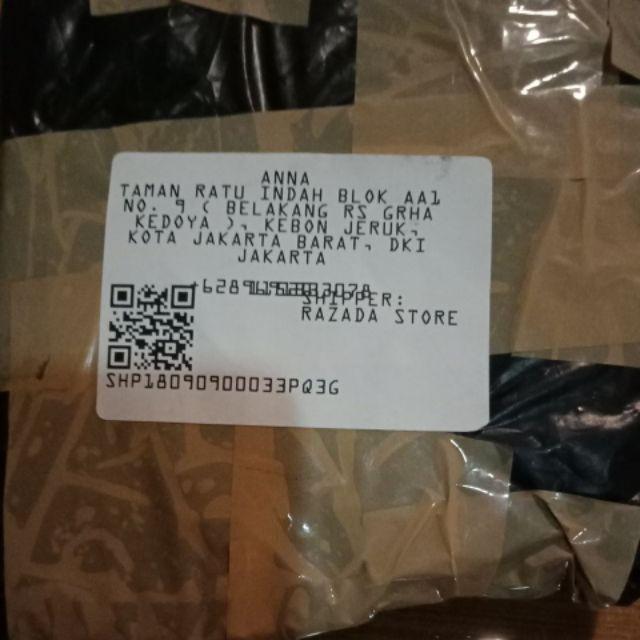 ANNA
TAMAN RATU INDAH BLOK AA1
NO. 9 ( BELAKANG RS GRHA
KEDOYA ), KEBON JERUK,
KOTA JAKARTA BARAT, DKI
JAKARTA
SHIPPER:
RAZADA STORE
SHP18090900033PQ3G